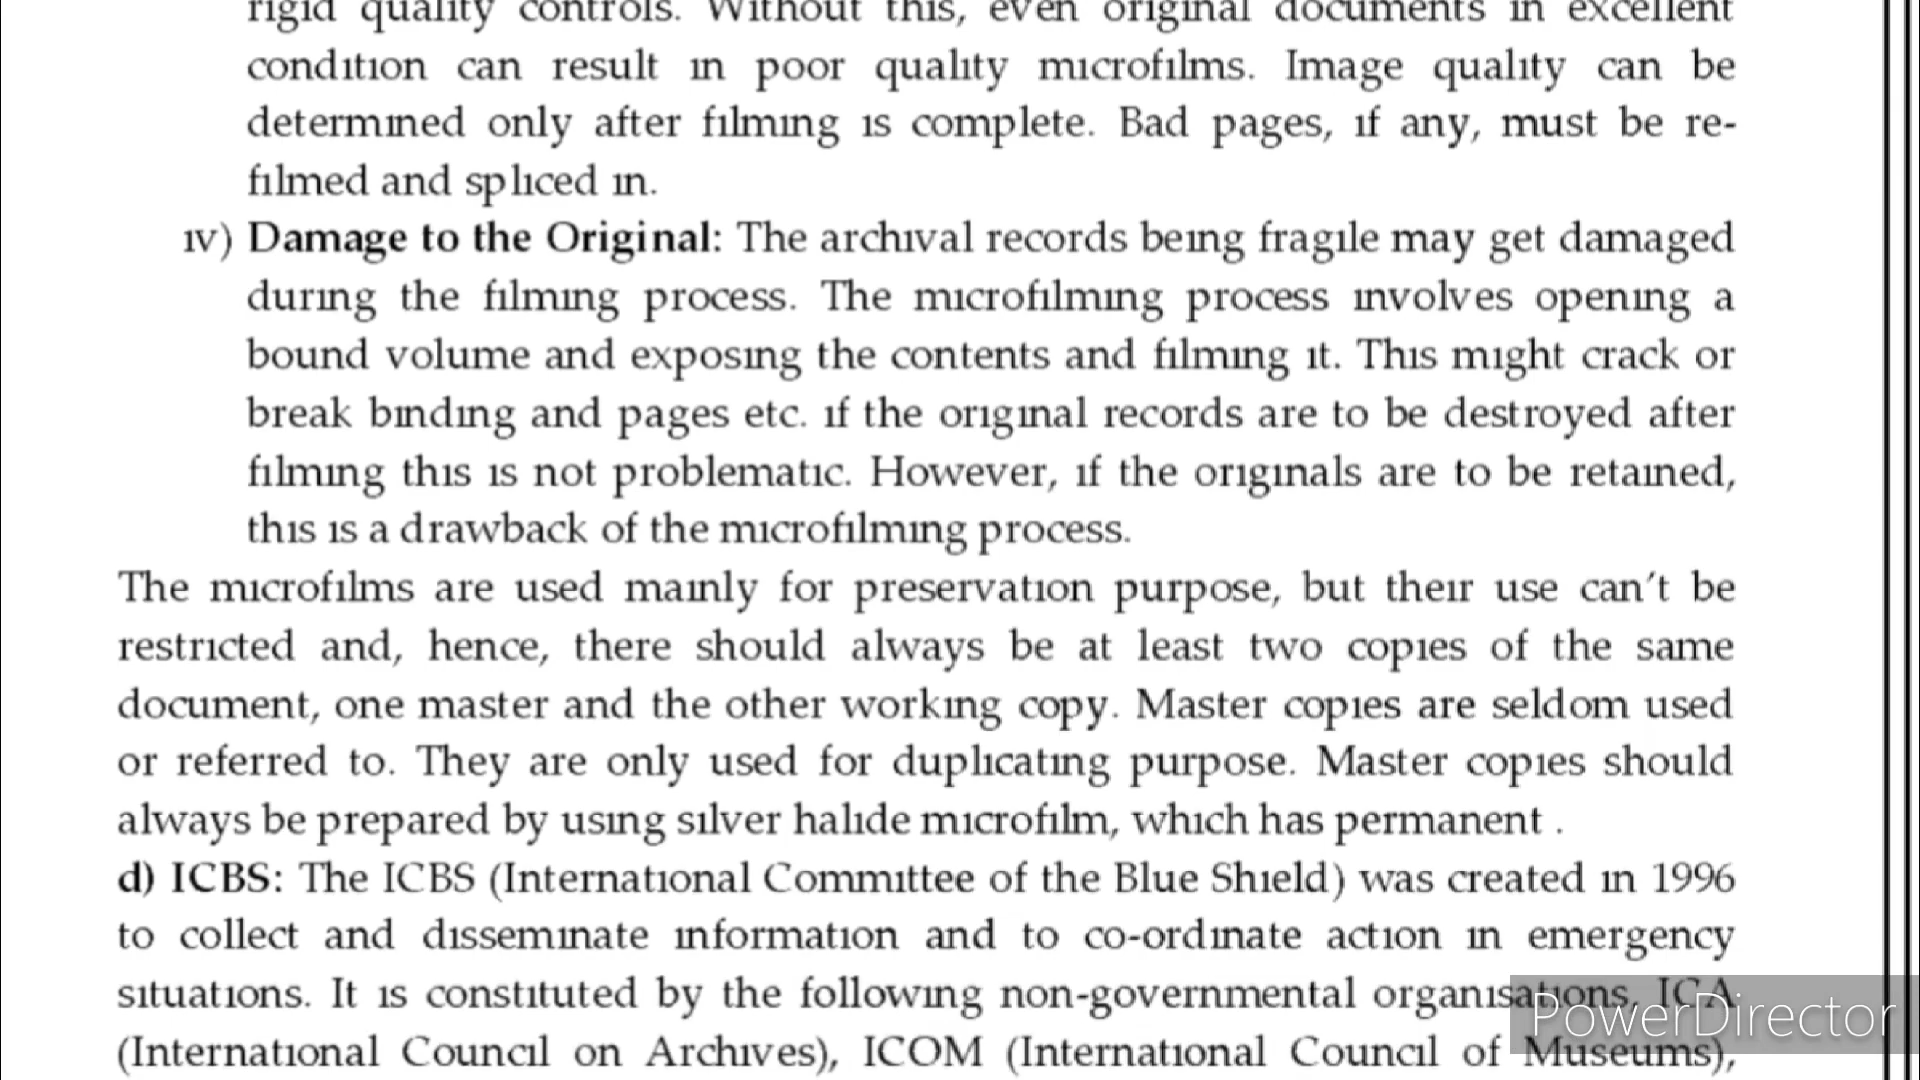 rigid quality controls. Without this, even original documents in excellent
condition can result in poor quality microfilms. Image quality can be
determined only after filming is complete. Bad pages, if any, must be re-
filmed and spliced in.
iv) Damage to the Original: The archival records being fragile may get damaged
during the filming process. The microfilming process involves opening a
bound volume and exposing the contents and filming it. This might crack or
break binding and pages etc. if the original records are to be destroyed after
filming this is not problematic. However, if the originals are to be retained,
this is a drawback of the microfilming process.
The microfilms are used mainly for preservation purpose, but their use can't be
restricted and, hence, there should always be at least two copies of the same
document, one master and the other working copy. Master copies are seldom used
or referred to. They are only used for duplicating purpose. Master copies should
always be prepared by using silver halide microfilm, which has permanent .
d) ICBS: The ICBS (International Committee of the Blue Shield) was created in 1996
to collect and disseminate information and to co-ordinate action in emergency
situations. It is constituted by the following non-governmental organisations, ICA
(International Council on Archives), ICOM (International Council of Museums),
PowerDirector